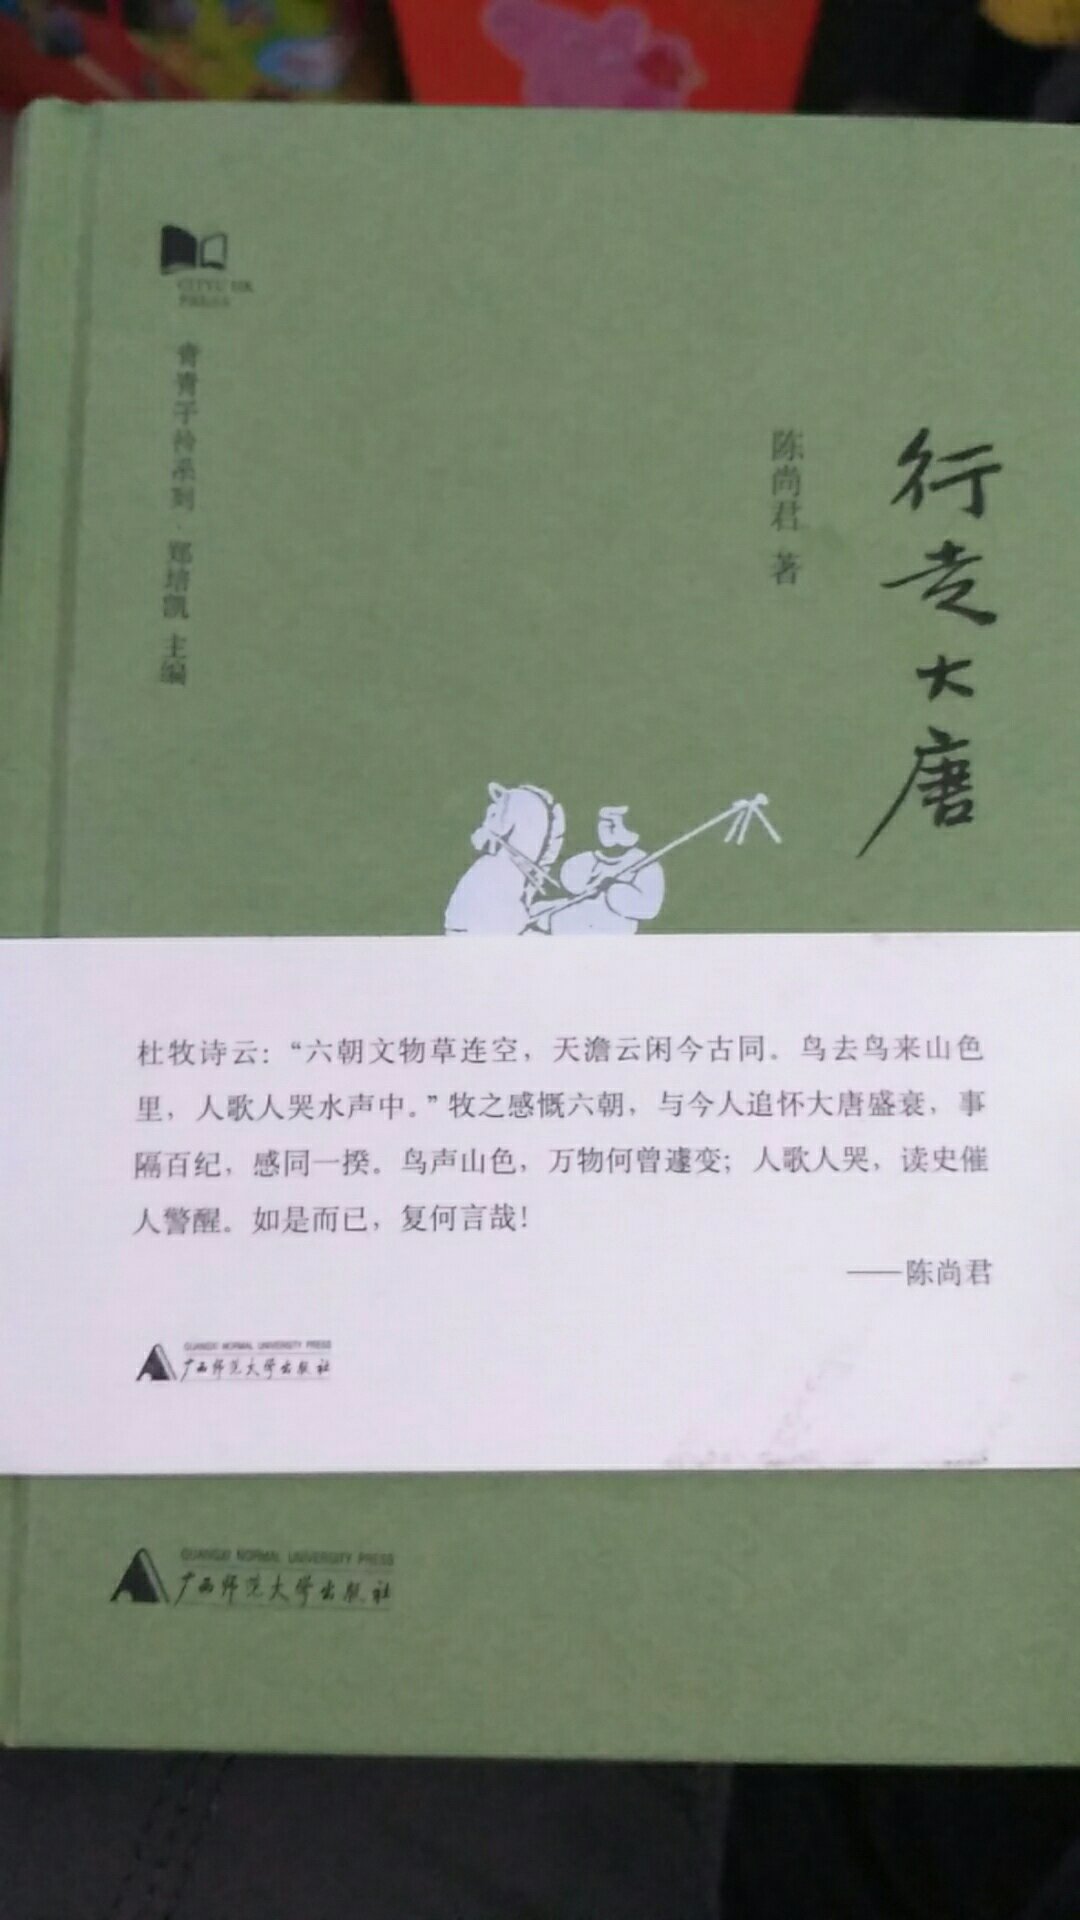 CITYU HK
PRESS
青青子衿系列·郑培凯 主编
行走大唐
陈尚君 著
杜牧诗云：“六朝文物草连空，天澹云闲今古同。鸟去鸟来山色
里，人歌人哭水声中。”牧之感慨六朝，与今人追怀大唐盛衰，事
隔百纪，感同一揆。鸟声山色，万物何曾遽变；人歌人哭，读史催
人警醒。如是而已，复何言哉！
——陈尚君
GUANGXI NORMAL UNIVERSITY PRESS
广西师范大学出版社
GUANGXI NORMAL UNIVERSITY PRESS
广西师范大学出版社